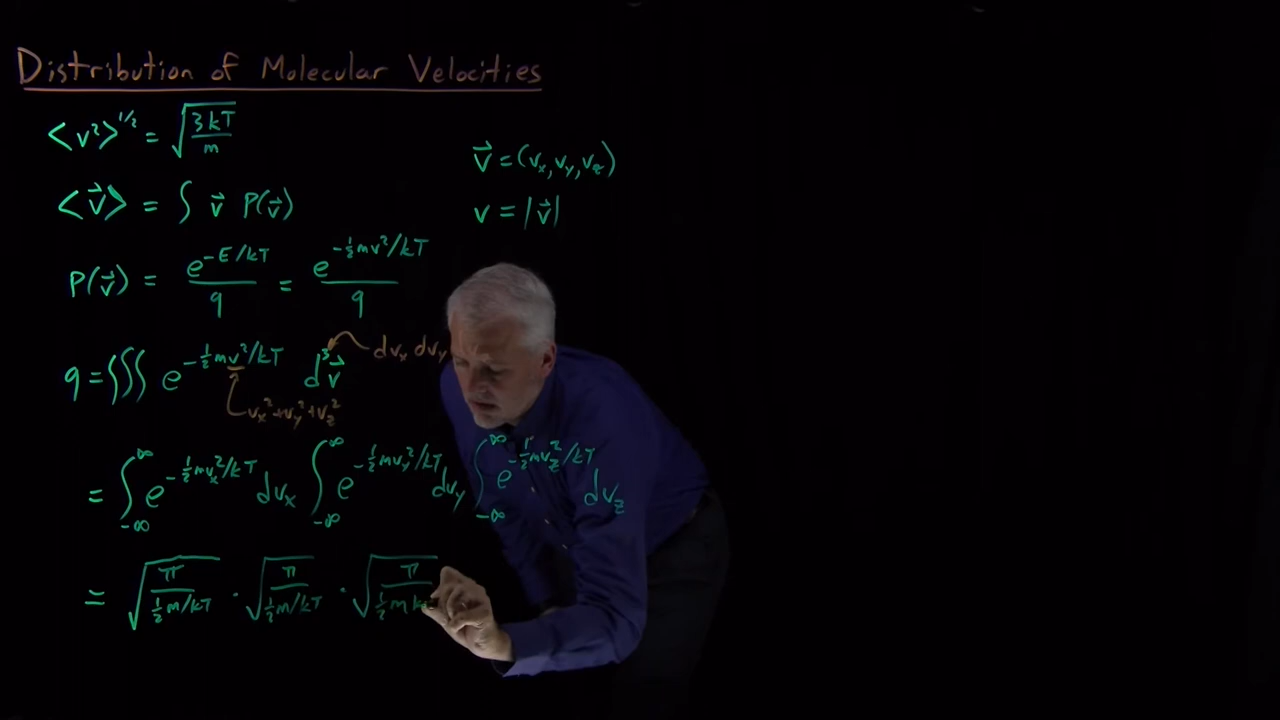 Distribution of Molecular Velocities
<v²>^1/2 = √(3kT/m)
v⃗ = (vx, vy, vz)
<v⃗> = ∫ v⃗ P(v⃗)
v = |v⃗|
P(v⃗) = e^(-E/kT)/q = e^(-½mv²/kT)/q
q = ∫∫∫ e^(-½mv²/kT) d³v⃗
dvx dvy
vx² + vy² + vz²
= ∫_-∞^∞ e^(-½mvx²/kT) dvx ∫_-∞^∞ e^(-½mvy²/kT) dvy ∫_-∞^∞ e^(-½mvz²/kT) dvz
= √(π/(½m/kT)) · √(π/(½m/kT)) · √(π/(½m k